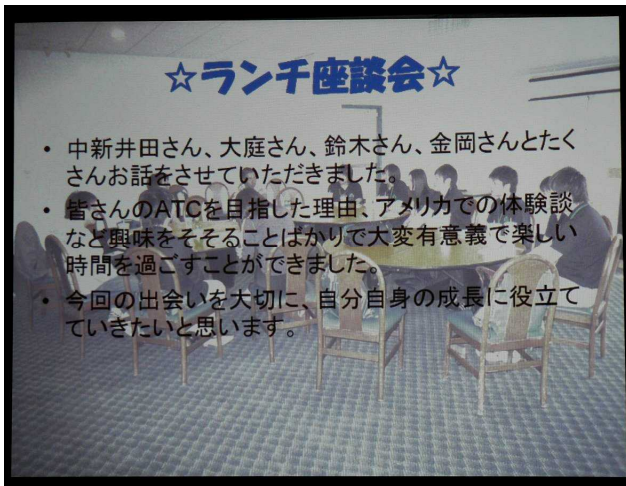 ☆ランチ座談会☆
• 中新井田さん、大庭さん、鈴木さん、金岡さんとたく
さんお話をさせていただきました。
• 皆さんのATCを目指した理由、アメリカでの体験談
など興味をそそることばかりで大変有意義で楽しい
時間を過ごすことができました。
• 今回の出会いを大切に、自分自身の成長に役立て
ていきたいと思います。